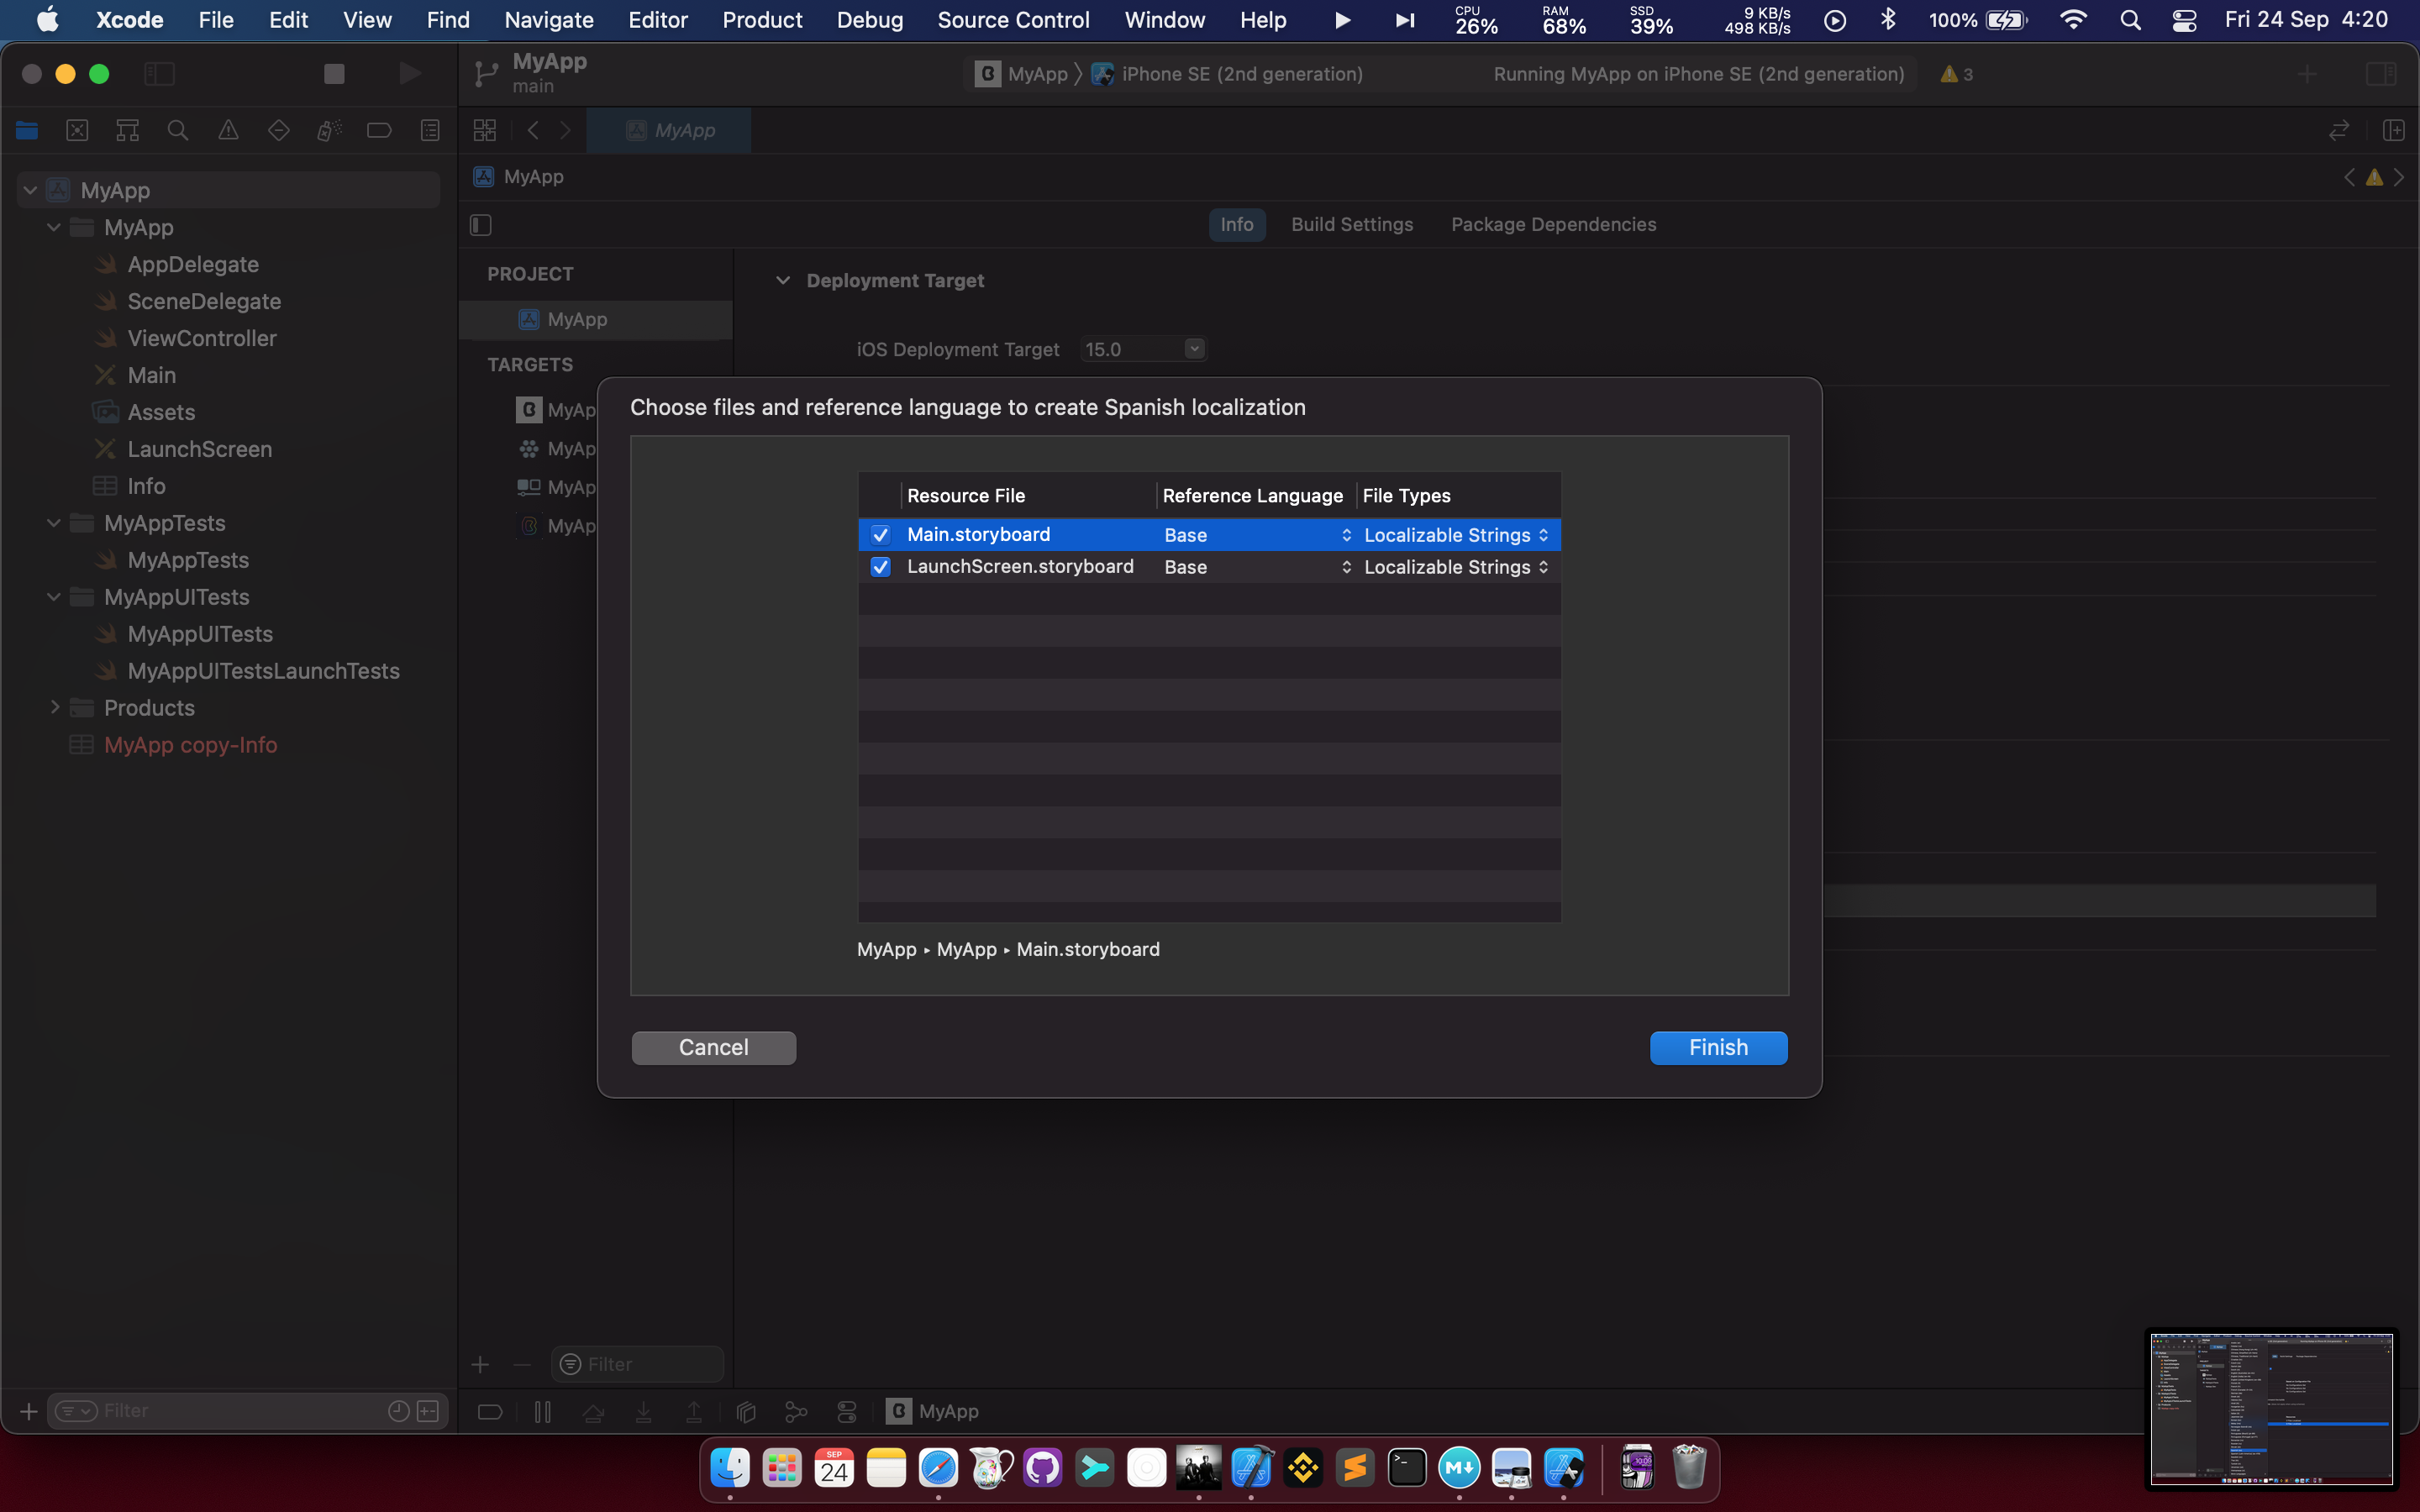 Xcode File Edit View Find Navigate Editor Product Debug Source Control Window Help CPU 26% RAM 68% SSD 39% 9 KB/s 498 KB/s 100% Fri 24 Sep 4:20
MyApp
main
MyApp iPhone SE (2nd generation) Running MyApp on iPhone SE (2nd generation) 3
MyApp
MyApp
Info Build Settings Package Dependencies
MyApp
MyApp
AppDelegate
SceneDelegate
ViewController
Main
Assets
LaunchScreen
Info
MyAppTests
MyAppTests
MyAppUITests
MyAppUITests
MyAppUITestsLaunchTests
Products
MyApp copy-Info
Filter
PROJECT
MyApp
TARGETS
MyAp
MyAp
MyAp
MyAp
Filter
Deployment Target
iOS Deployment Target 15.0
Choose files and reference language to create Spanish localization
Resource File Reference Language File Types
Main.storyboard Base Localizable Strings
LaunchScreen.storyboard Base Localizable Strings
MyApp ▸ MyApp ▸ Main.storyboard
Cancel Finish
MyApp
SEP
24